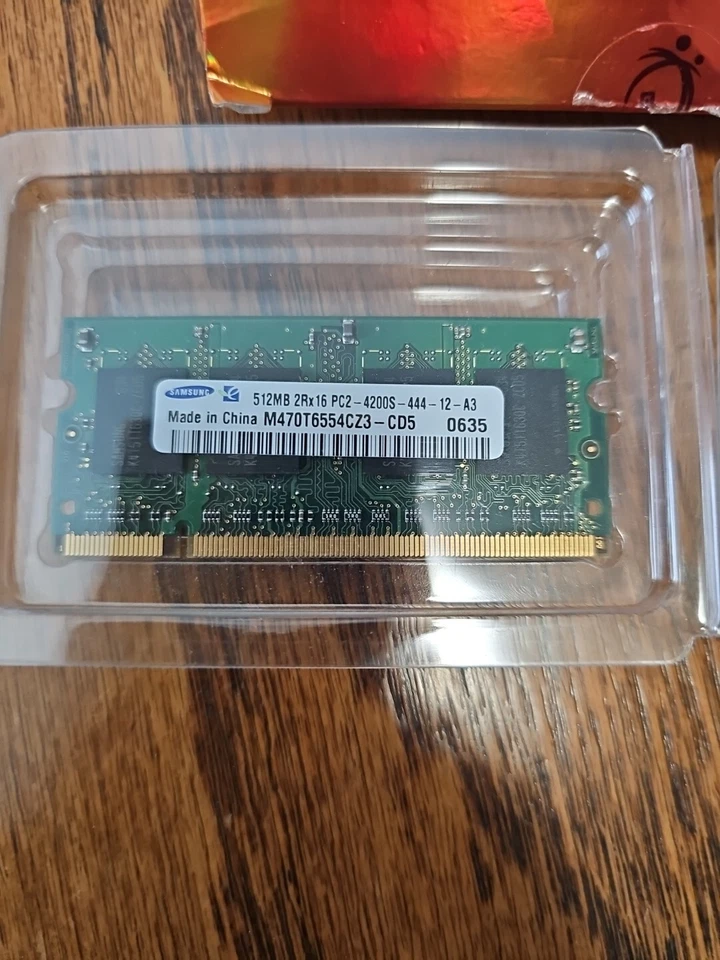 SAMSUNG 512MB 2Rx16 PC2-4200S-444-12-A3
Made in China M470T6554CZ3-CD5 0635